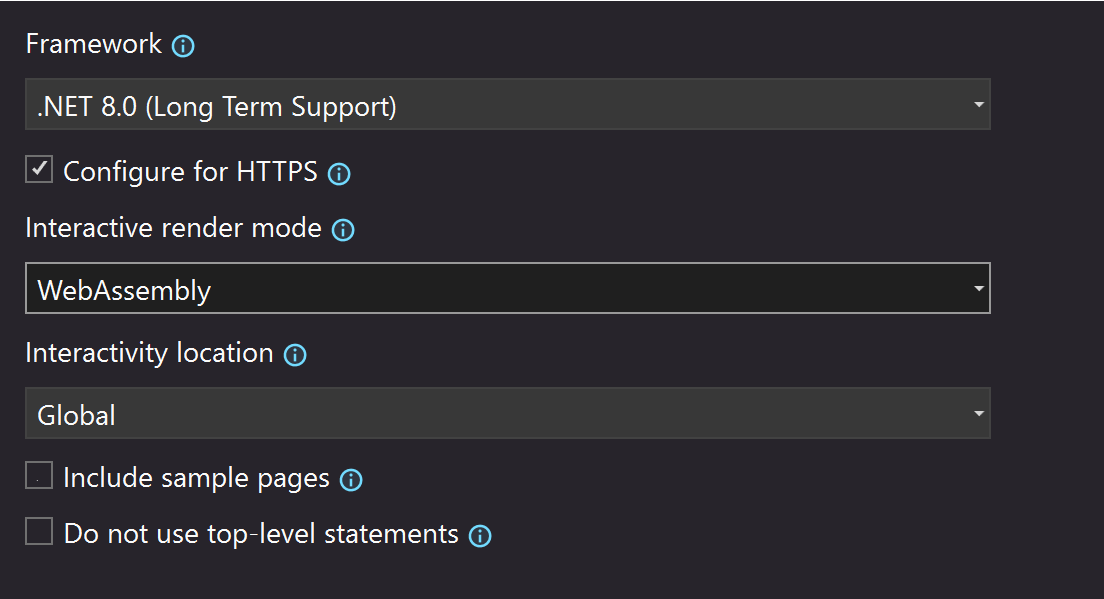 Framework
.NET 8.0 (Long Term Support)
Configure for HTTPS
Interactive render mode
WebAssembly
Interactivity location
Global
Include sample pages
Do not use top-level statements